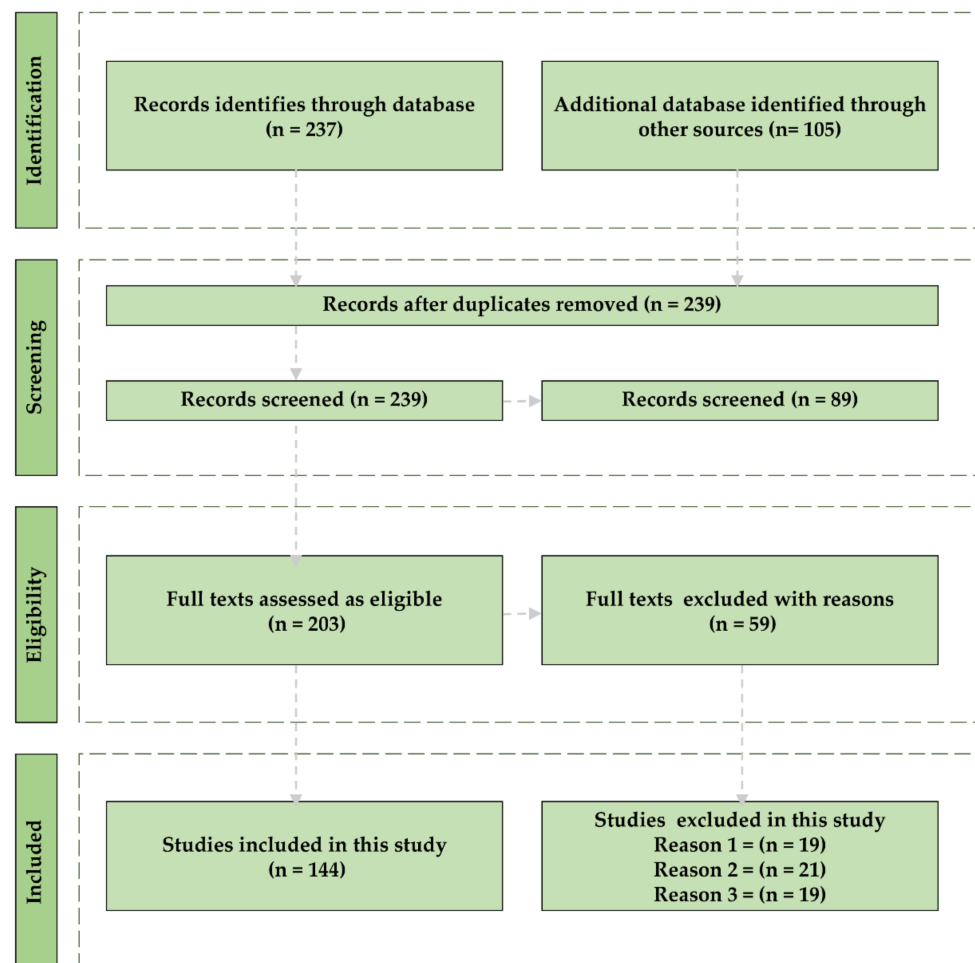 Identification
Records identifies through database
(n = 237)
Additional database identified through
other sources (n= 105)
Screening
Records after duplicates removed (n = 239)
Records screened (n = 239)
Records screened (n = 89)
Eligibility
Full texts assessed as eligible
(n = 203)
Full texts excluded with reasons
(n = 59)
Included
Studies included in this study
(n = 144)
Studies excluded in this study
Reason 1 = (n = 19)
Reason 2 = (n = 21)
Reason 3 = (n = 19)